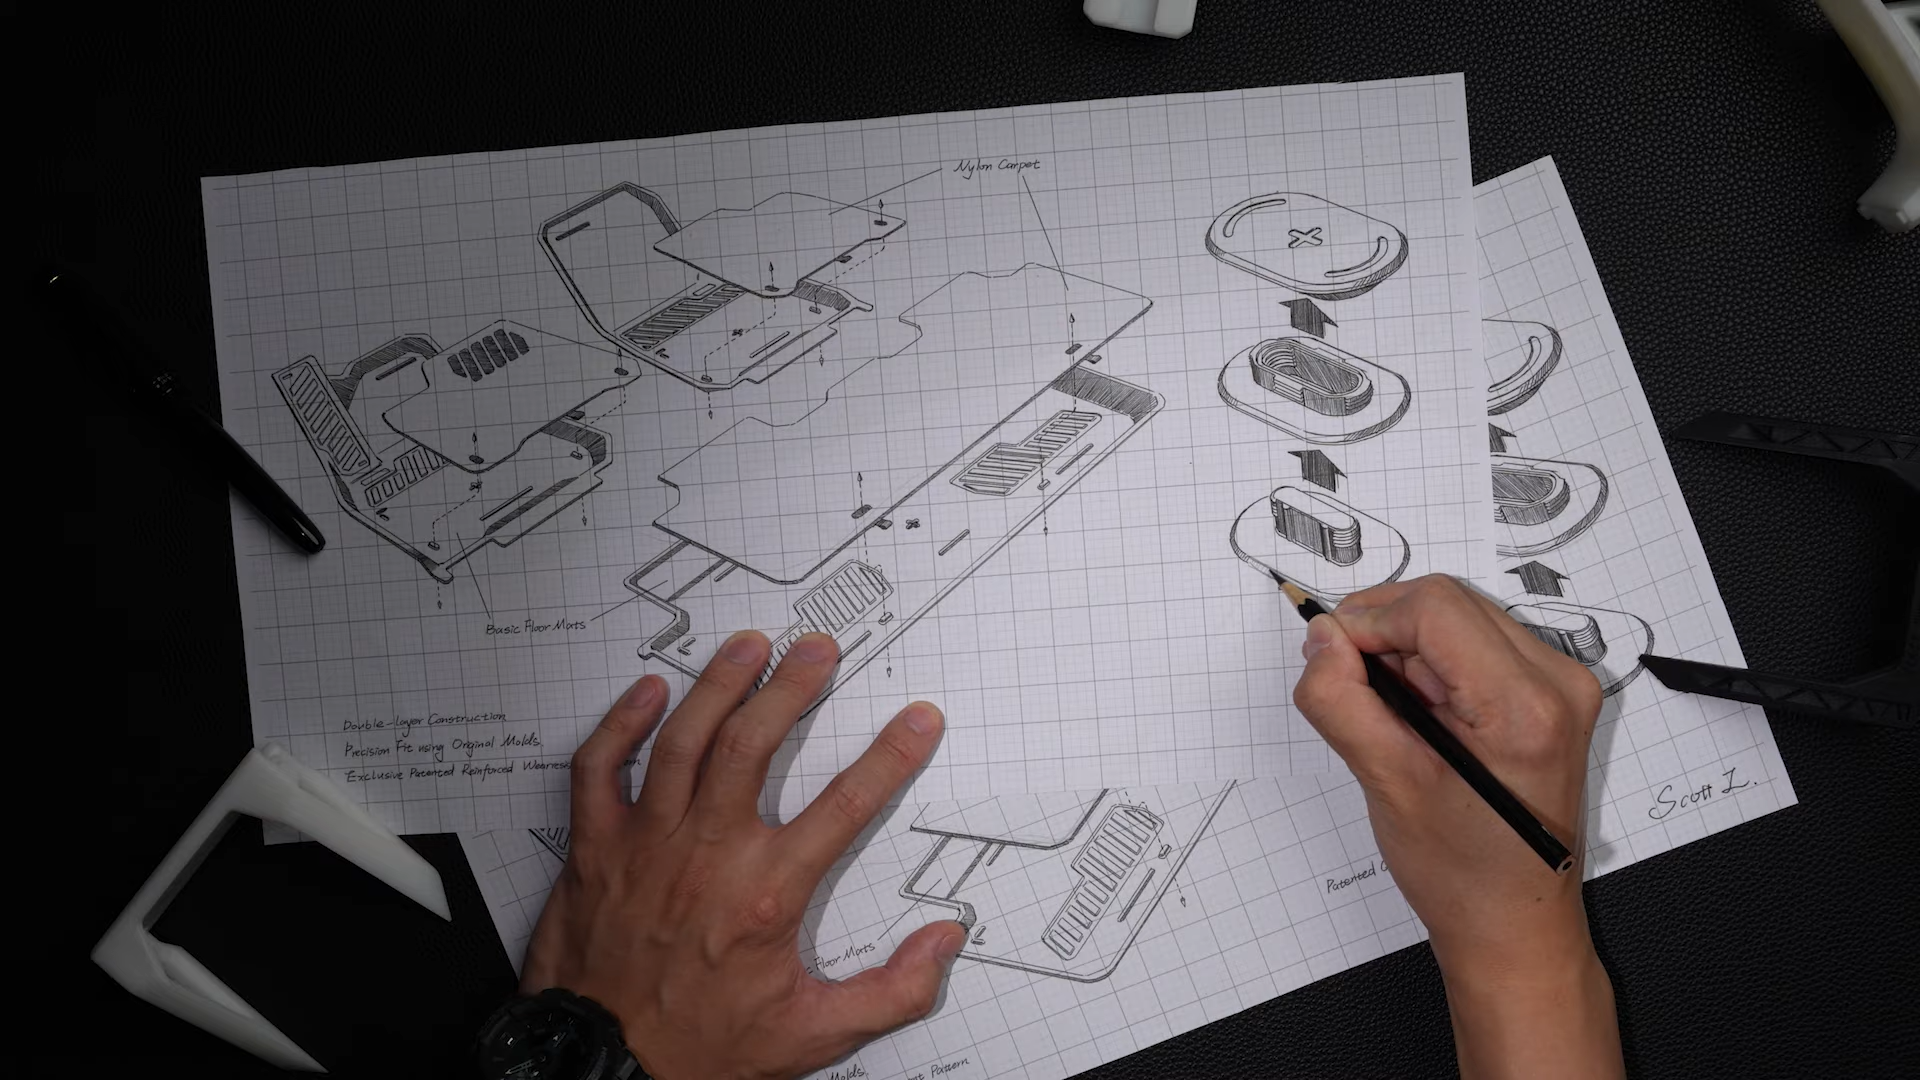 Nylon Carpet
Basic Floor Mats
Double-layer Construction
Precision Fit using Original Molds
Exclusive Patented Reinforced
Scott Z.
Patented
Floor Mats
Molds
Pattern